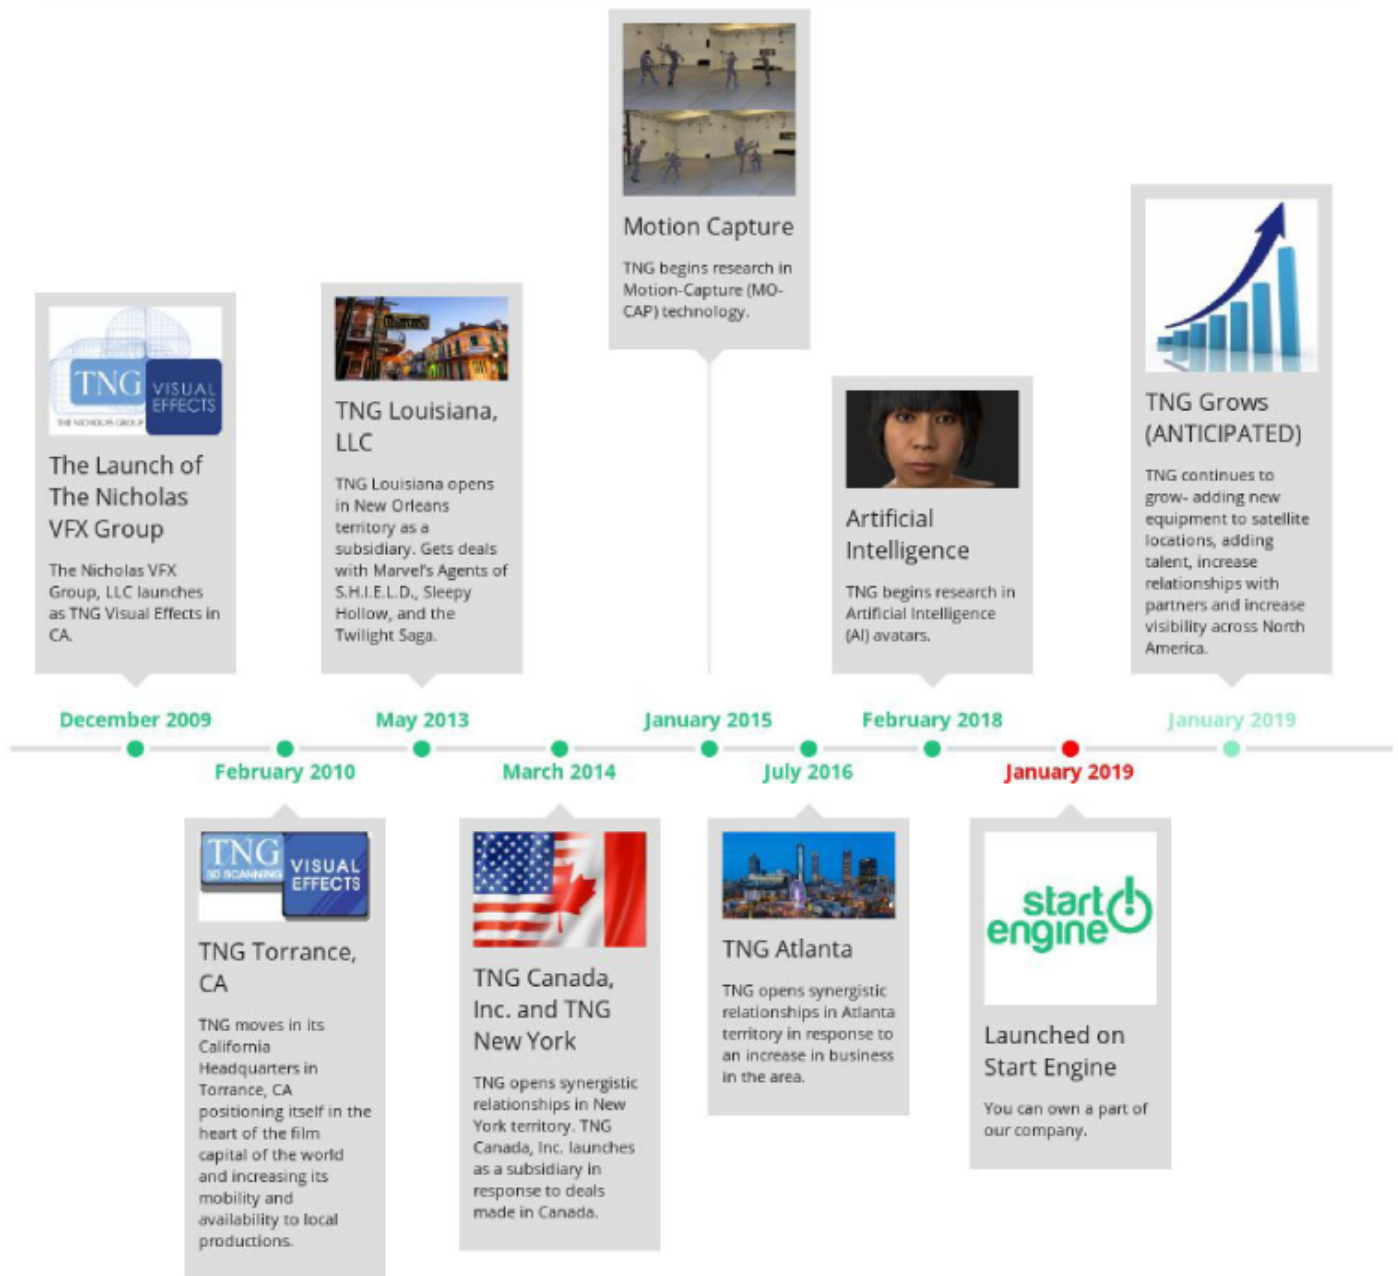 Motion Capture
TNG begins research in
Motion-Capture (MO-
CAP) technology.
TNG
VISUAL
EFFECTS
THE NICHOLAS GROUP
The Launch of
The Nicholas
VFX Group
The Nicholas VFX
Group, LLC launches
as TNG Visual Effects in
CA.
TNG Louisiana,
LLC
TNG Louisiana opens
in New Orleans
territory as a
subsidiary. Gets deals
with Marvel's Agents of
S.H.I.E.L.D., Sleepy
Hollow, and the
Twilight Saga.
Artificial
Intelligence
TNG begins research in
Artificial Intelligence
(AI) avatars.
TNG Grows
(ANTICIPATED)
TNG continues to
grow- adding new
equipment to satellite
locations, adding
talent, increase
relationships with
partners and increase
visibility across North
America.
December 2009
May 2013
January 2015
February 2018
January 2019
February 2010
March 2014
July 2016
January 2019
TNG
3D SCANNING
VISUAL
EFFECTS
TNG Torrance,
CA
TNG moves in its
California
Headquarters in
Torrance, CA
positioning itself in the
heart of the film
capital of the world
and increasing its
mobility and
availability to local
productions.
TNG Canada,
Inc. and TNG
New York
TNG opens synergistic
relationships in New
York territory. TNG
Canada, Inc. launches
as a subsidiary in
response to deals
made in Canada.
TNG Atlanta
TNG opens synergistic
relationships in Atlanta
territory in response to
an increase in business
in the area.
start
engine
Launched on
Start Engine
You can own a part of
our company.